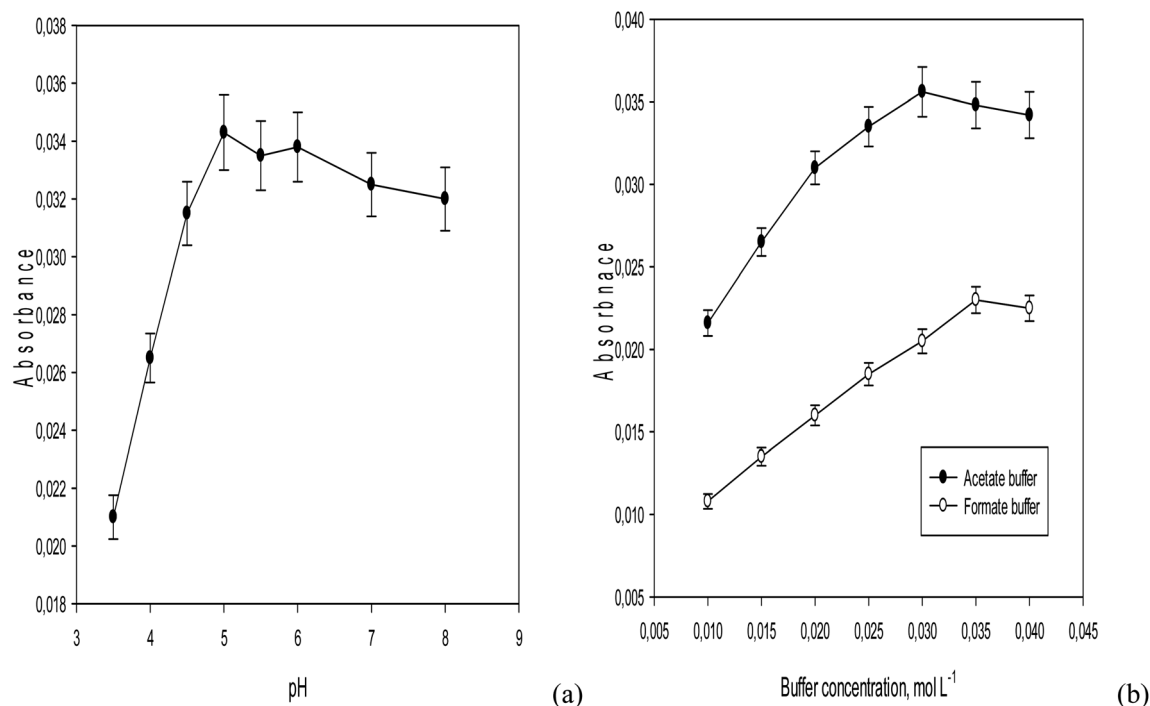 0,038
0,036
0,034
0,032
0,030
0,028
0,026
0,024
0,022
0,020
0,018
Absorbance
3 4 5 6 7 8 9
pH
(a)
0,040
0,035
0,030
0,025
0,020
0,015
0,010
0,005
Absorbnace
Acetate buffer
Formate buffer
0,005 0,010 0,015 0,020 0,025 0,030 0,035 0,040 0,045
Buffer concentration, mol L-1
(b)